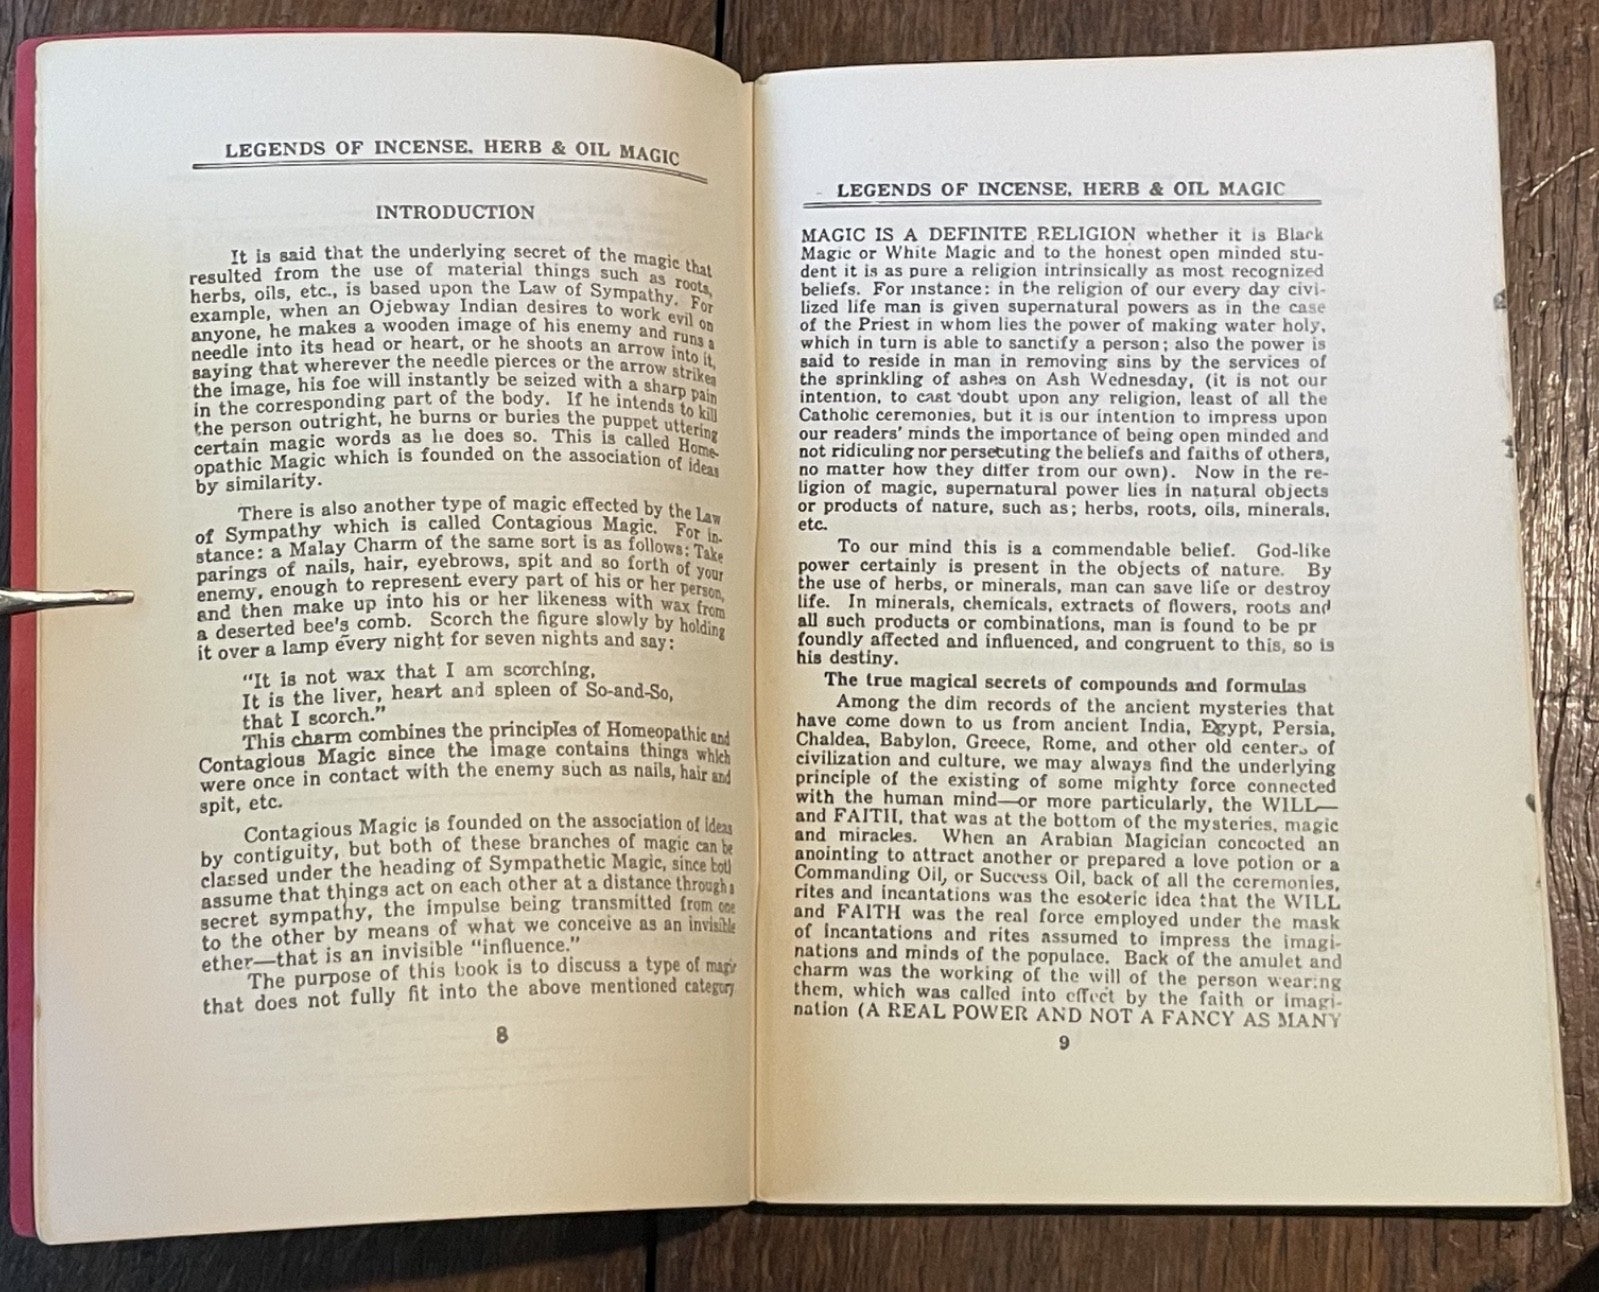 LEGENDS OF INCENSE, HERB & OIL MAGIC
INTRODUCTION
It is said that the underlying secret of the magic that
resulted from the use of material things such as roots,
herbs, oils, etc., is based upon the Law of Sympathy. For
example, when an Ojebway Indian desires to work evil on
anyone, he makes a wooden image of his enemy and runs a
needle into its head or heart, or he shoots an arrow into it,
saying that wherever the needle pierces or the arrow strikes
the image, his foe will instantly be seized with a sharp pain
in the corresponding part of the body. If he intends to kill
the person outright, he burns or buries the puppet uttering
certain magic words as he does so. This is called Home-
opathic Magic which is founded on the association of ideas
by similarity.
There is also another type of magic effected by the Law
of Sympathy which is called Contagious Magic. For in-
stance: a Malay Charm of the same sort is as follows: Take
parings of nails, hair, eyebrows, spit and so forth of your
enemy, enough to represent every part of his or her person,
and then make up into his or her likeness with wax from
a deserted bee's comb. Scorch the figure slowly by holding
it over a lamp every night for seven nights and say:
"It is not wax that I am scorching,
It is the liver, heart and spleen of So-and-So,
that I scorch."
This charm combines the principles of Homeopathic and
Contagious Magic since the image contains things which
were once in contact with the enemy such as nails, hair and
spit, etc.
Contagious Magic is founded on the association of ideas
by contiguity, but both of these branches of magic can be
classed under the heading of Sympathetic Magic, since both
assume that things act on each other at a distance through a
secret sympathy, the impulse being transmitted from one
to the other by means of what we conceive as an invisible
ether—that is an invisible "influence."
The purpose of this book is to discuss a type of magic
that does not fully fit into the above mentioned category
8
LEGENDS OF INCENSE, HERB & OIL MAGIC
MAGIC IS A DEFINITE RELIGION whether it is Black
Magic or White Magic and to the honest open minded stu-
dent it is as pure a religion intrinsically as most recognized
beliefs. For instance: in the religion of our every day civi-
lized life man is given supernatural powers as in the case
of the Priest in whom lies the power of making water holy,
which in turn is able to sanctify a person; also the power is
said to reside in man in removing sins by the services of
the sprinkling of ashes on Ash Wednesday, (it is not our
intention, to cast doubt upon any religion, least of all the
Catholic ceremonies, but it is our intention to impress upon
our readers' minds the importance of being open minded and
not ridiculing nor persecuting the beliefs and faiths of others,
no matter how they differ from our own). Now in the re-
ligion of magic, supernatural power lies in natural objects
or products of nature, such as; herbs, roots, oils, minerals,
etc.
To our mind this is a commendable belief. God-like
power certainly is present in the objects of nature. By
the use of herbs, or minerals, man can save life or destroy
life. In minerals, chemicals, extracts of flowers, roots and
all such products or combinations, man is found to be pr
foundly affected and influenced, and congruent to this, so is
his destiny.
The true magical secrets of compounds and formulas
Among the dim records of the ancient mysteries that
have come down to us from ancient India, Egypt, Persia,
Chaldea, Babylon, Greece, Rome, and other old centers of
civilization and culture, we may always find the underlying
principle of the existing of some mighty force connected
with the human mind—or more particularly, the WILL—
and FAITH, that was at the bottom of the mysteries, magic
and miracles. When an Arabian Magician concocted an
anointing to attract another or prepared a love potion or a
Commanding Oil, or Success Oil, back of all the ceremonies,
rites and incantations was the esoteric idea that the WILL
and FAITH was the real force employed under the mask
of incantations and rites assumed to impress the imagi-
nations and minds of the populace. Back of the amulet and
charm was the working of the will of the person wearing
them, which was called into effect by the faith or imagi-
nation (A REAL POWER AND NOT A FANCY AS MANY
9